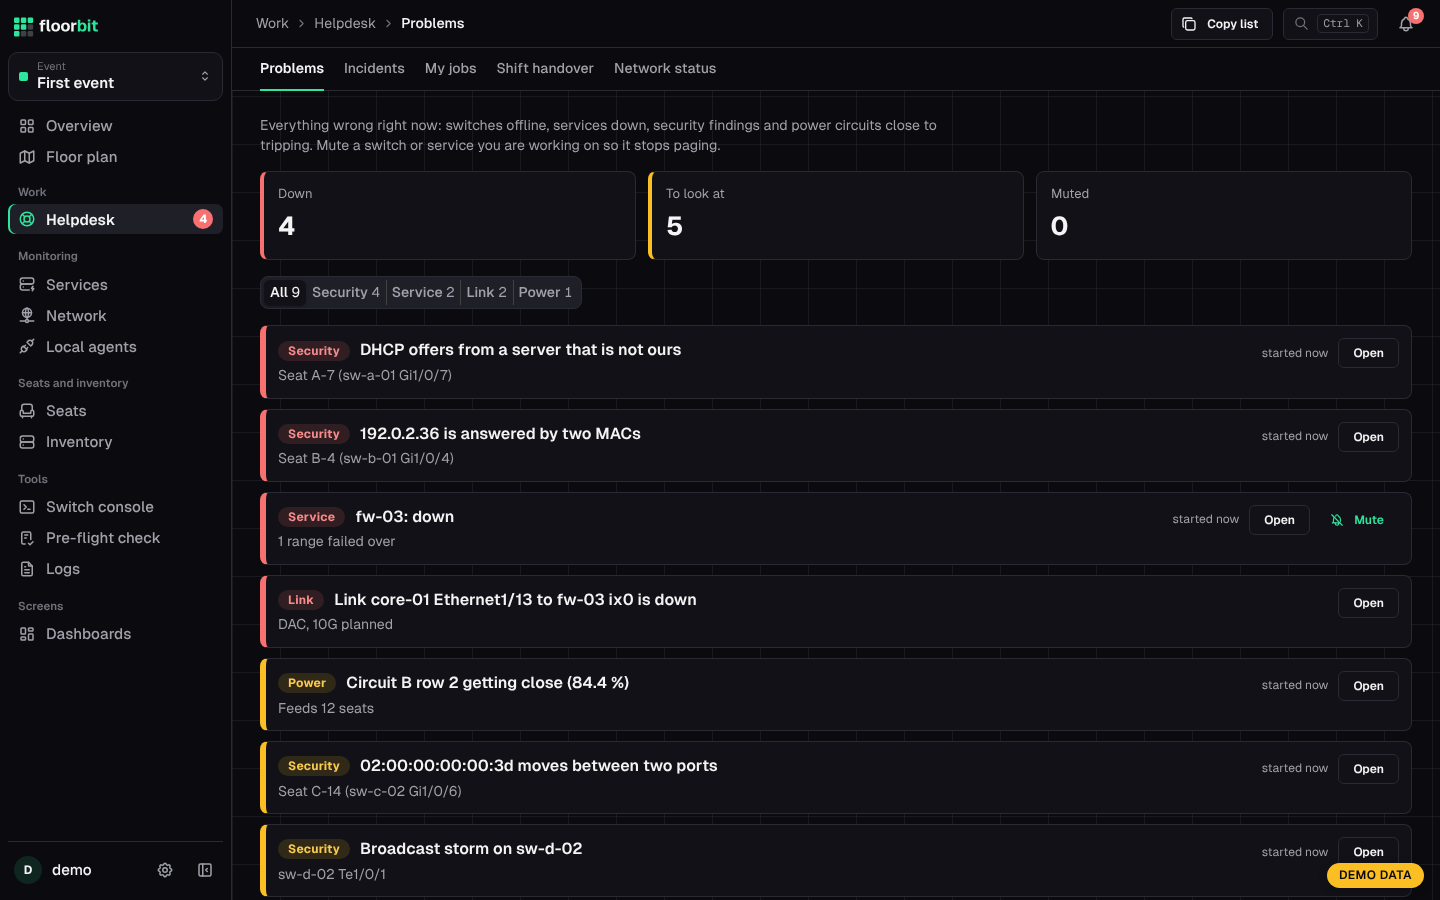 floorbit
Work > Helpdesk > Problems
Copy list
Ctrl K
9
Event
First event
Overview
Floor plan
Work
Helpdesk 4
Monitoring
Services
Network
Local agents
Seats and inventory
Seats
Inventory
Tools
Switch console
Pre-flight check
Logs
Screens
Dashboards
D demo
Problems Incidents My jobs Shift handover Network status
Everything wrong right now: switches offline, services down, security findings and power circuits close to
tripping. Mute a switch or service you are working on so it stops paging.
Down
4
To look at
5
Muted
0
All 9 Security 4 Service 2 Link 2 Power 1
Security DHCP offers from a server that is not ours started now Open
Seat A-7 (sw-a-01 Gi1/0/7)
Security 192.0.2.36 is answered by two MACs started now Open
Seat B-4 (sw-b-01 Gi1/0/4)
Service fw-03: down started now Open Mute
1 range failed over
Link Link core-01 Ethernet1/13 to fw-03 ix0 is down Open
DAC, 10G planned
Power Circuit B row 2 getting close (84.4 %) started now Open
Feeds 12 seats
Security 02:00:00:00:00:3d moves between two ports started now Open
Seat C-14 (sw-c-02 Gi1/0/6)
Security Broadcast storm on sw-d-02 started now Open
sw-d-02 Te1/0/1
DEMO DATA